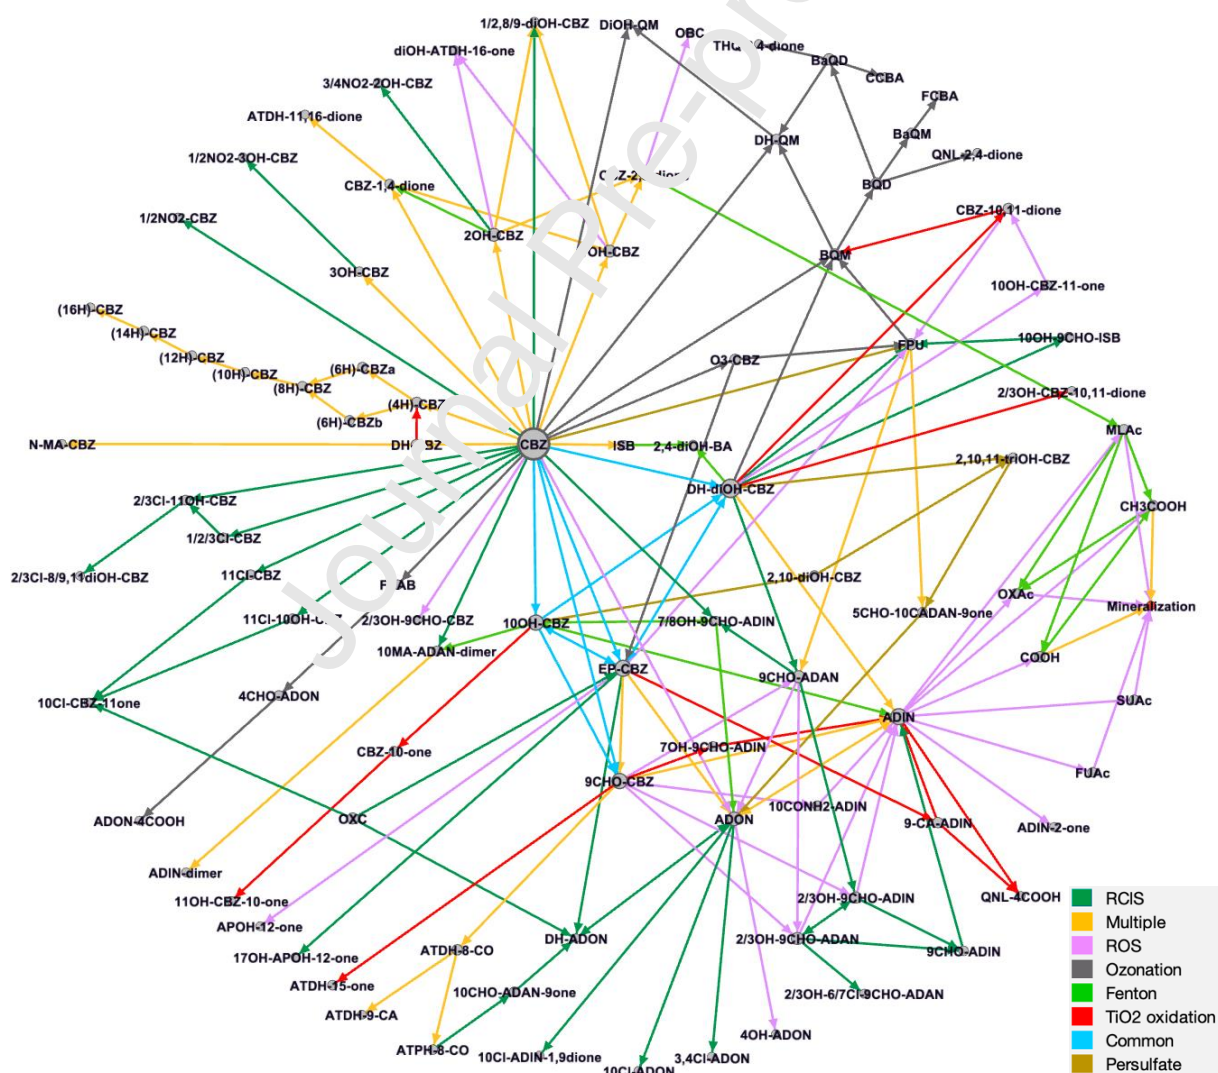 1/2,8/9-diOH-CBZ
DiOH-QM
OBC
diOH-ATDH-16-one
BaQD
CCBA
3/4NO2-2OH-CBZ
FCBA
ATDH-11,16-dione
BaQM
DH-QM
QNL-2,4-dione
1/2NO2-3OH-CBZ
CBZ-1,4-dione
BQD
1/2NO2-CBZ
CBZ-10,11-dione
2OH-CBZ
OH-CBZ
BQM
3OH-CBZ
10OH-CBZ-11-one
(16H)-CBZ
(14H)-CBZ
10OH-9CHO-ISB
FPU
(12H)-CBZ
O3-CBZ
(10H)-CBZ
(6H)-CBZa
(8H)-CBZ
2/3OH-CBZ-10,11-dione
(4H)-CBZ
(6H)-CBZb
MLAc
N-MA-CBZ
CBZ
ISB
2,4-diOH-BA
2,10,11-triOH-CBZ
DH-diOH-CBZ
2/3Cl-11OH-CBZ
CH3COOH
1/2/3Cl-CBZ
2/3Cl-8/9,11diOH-CBZ
11Cl-CBZ
2,10-diOH-CBZ
OXAc
Mineralization
11Cl-10OH-CBZ
2/3OH-9CHO-CBZ
10OH-CBZ
7/8OH-9CHO-ADIN
5CHO-10CADAN-9one
10MA-ADAN-dimer
COOH
EP-CBZ
9CHO-ADAN
4CHO-ADON
10Cl-CBZ-11one
SUAc
ADIN
CBZ-10-one
7OH-9CHO-ADIN
FUAc
9CHO-CBZ
10CONH2-ADIN
ADON-4COOH
OXC
ADON
9-CA-ADIN
ADIN-2-one
ADIN-dimer
11OH-CBZ-10-one
QNL-4COOH
2/3OH-9CHO-ADIN
RCIS
APOH-12-one
Multiple
DH-ADON
2/3OH-9CHO-ADAN
ROS
ATDH-8-CO
9CHO-ADIN
17OH-APOH-12-one
Ozonation
ATDH-15-one
10CHO-ADAN-9one
2/3OH-6/7Cl-9CHO-ADAN
Fenton
ATDH-9-CA
TiO2 oxidation
4OH-ADON
Common
ATPH-8-CO
10Cl-ADIN-1,9dione
3,4Cl-ADON
Persulfate
10Cl-ADON
Journal Pre-pro